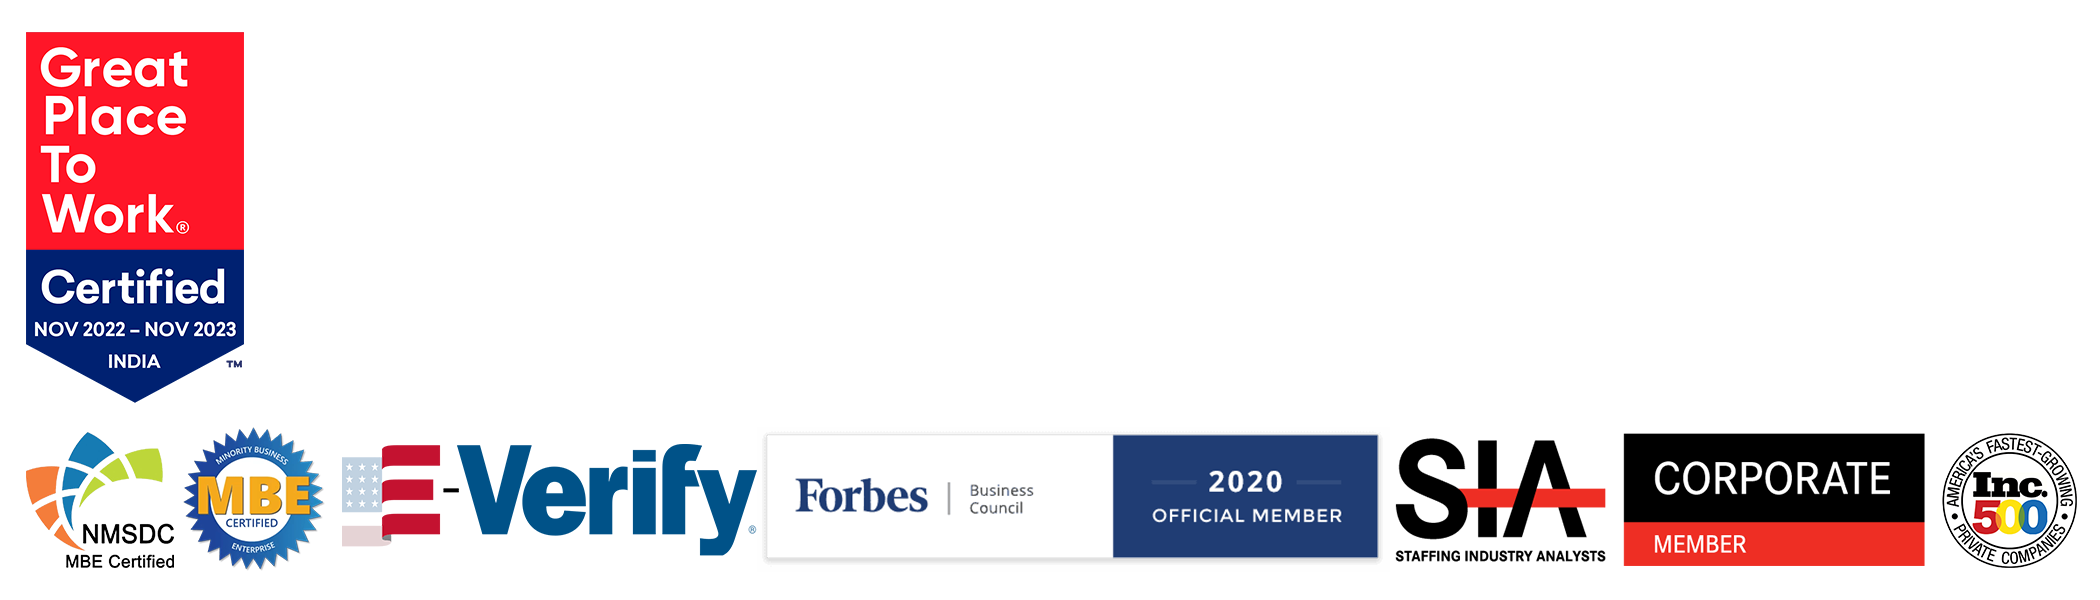 Great
Place
To
Work®
Certified
NOV 2022 – NOV 2023
INDIA
™
NMSDC
MBE Certified
MINORITY BUSINESS
MBE
CERTIFIED
ENTERPRISE
E-Verify®
Forbes
Business
Council
2020
OFFICIAL MEMBER
SIA
STAFFING INDUSTRY ANALYSTS
CORPORATE
MEMBER
AMERICA'S FASTEST-GROWING
Inc.
500
• PRIVATE COMPANIES •